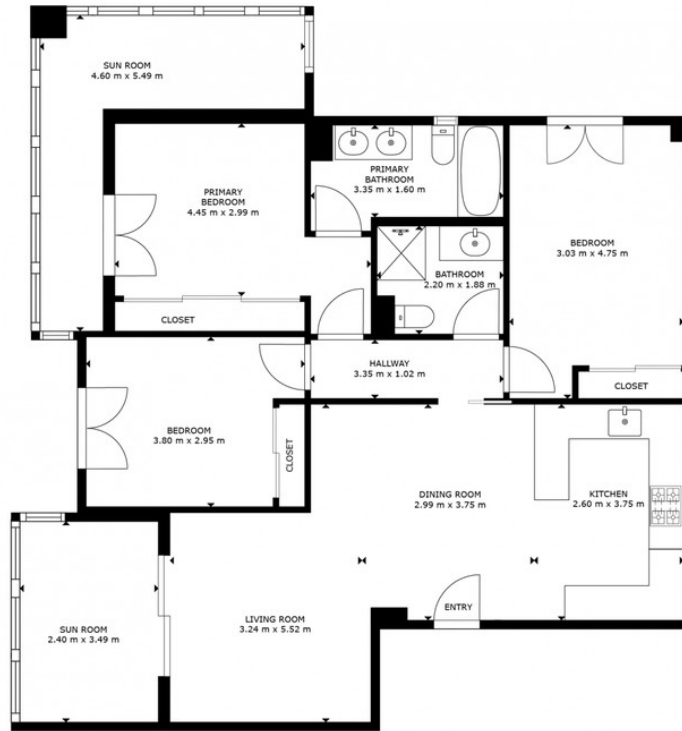 SUN ROOM
4.60 m x 5.49 m
PRIMARY
BEDROOM
4.45 m x 2.99 m
PRIMARY
BATHROOM
3.35 m x 1.60 m
BEDROOM
3.03 m x 4.75 m
BATHROOM
2.20 m x 1.88 m
CLOSET
HALLWAY
3.35 m x 1.02 m
CLOSET
BEDROOM
3.80 m x 2.95 m
CLOSET
DINING ROOM
2.99 m x 3.75 m
KITCHEN
2.60 m x 3.75 m
ENTRY
LIVING ROOM
3.24 m x 5.52 m
SUN ROOM
2.40 m x 3.49 m